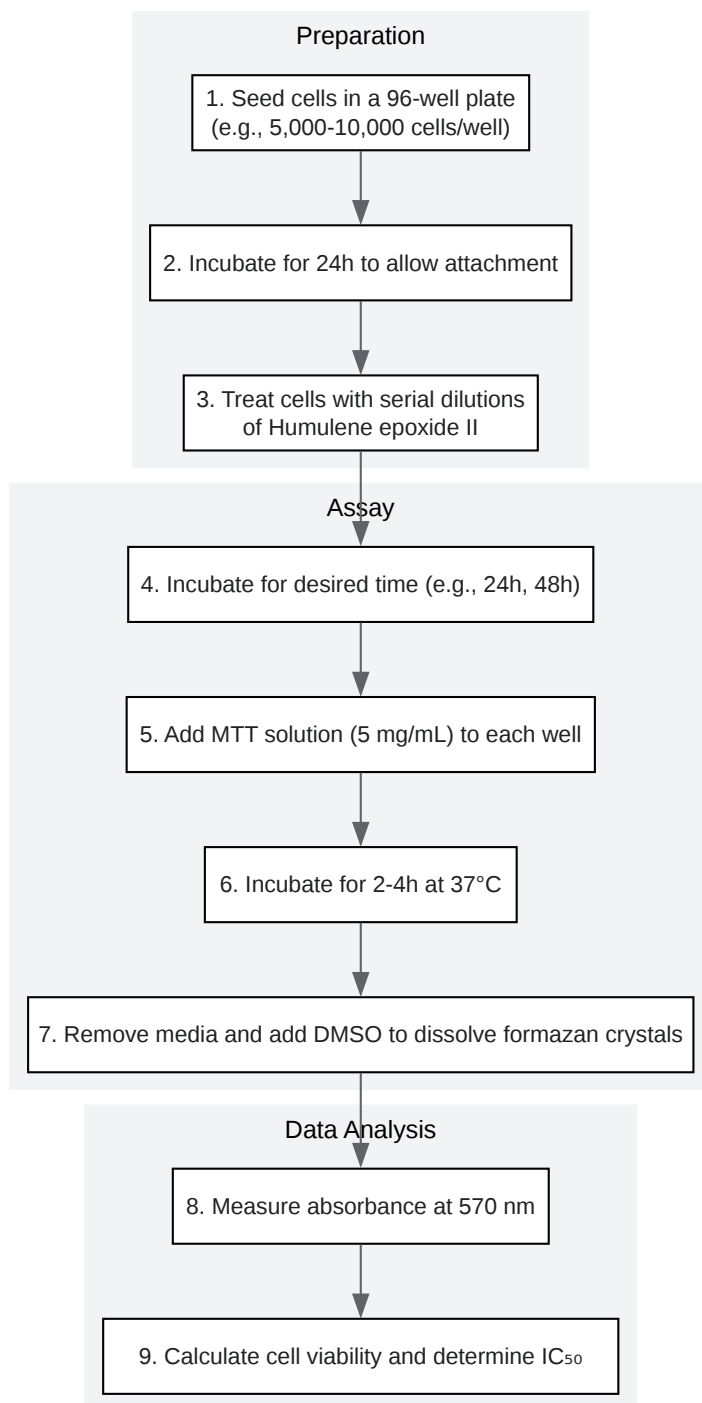 Preparation
1. Seed cells in a 96-well plate
(e.g., 5,000-10,000 cells/well)
2. Incubate for 24h to allow attachment
3. Treat cells with serial dilutions
of Humulene epoxide II
Assay
4. Incubate for desired time (e.g., 24h, 48h)
5. Add MTT solution (5 mg/mL) to each well
6. Incubate for 2-4h at 37°C
7. Remove media and add DMSO to dissolve formazan crystals
Data Analysis
8. Measure absorbance at 570 nm
9. Calculate cell viability and determine IC₅₀